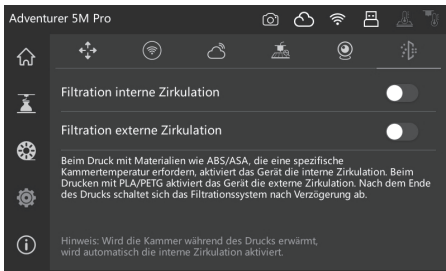 Adventurer 5M Pro
Filtration interne Zirkulation
Filtration externe Zirkulation
Beim Druck mit Materialien wie ABS/ASA, die eine spezifische
Kammertemperatur erfordern, aktiviert das Gerät die interne Zirkulation. Beim
Drucken mit PLA/PETG aktiviert das Gerät die externe Zirkulation. Nach dem Ende
des Drucks schaltet sich das Filtrationssystem nach Verzögerung ab.
Hinweis: Wird die Kammer während des Drucks erwärmt,
wird automatisch die interne Zirkulation aktiviert.